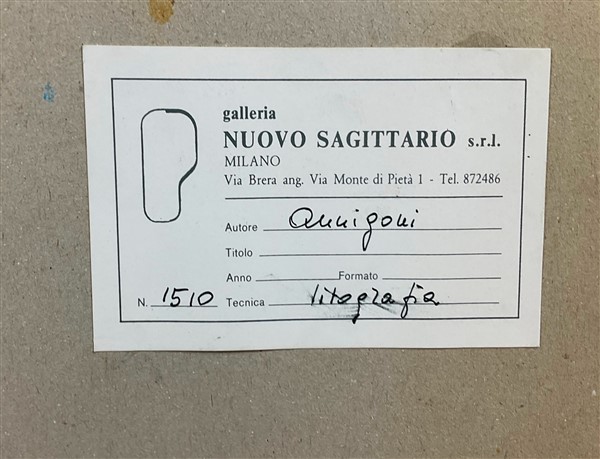 galleria
NUOVO SAGITTARIO s.r.l.
MILANO
Via Brera ang. Via Monte di Pietà 1 - Tel. 872486
Autore Annigoni
Titolo
Anno Formato
N. 1510 Tecnica litografia